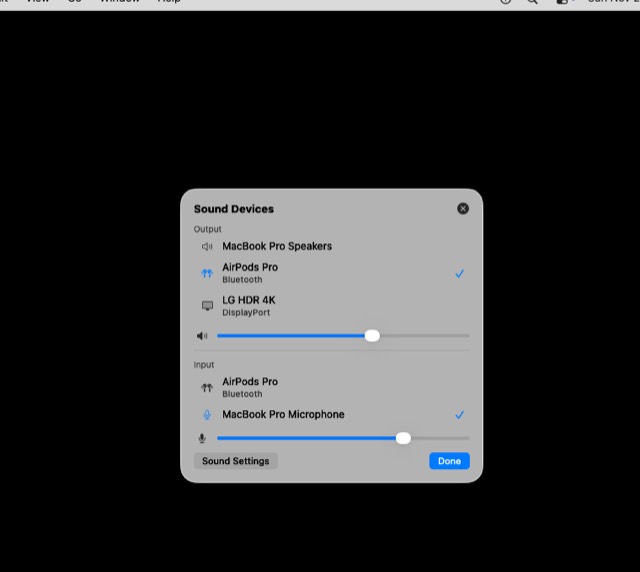 View Go Window Help
Sound Devices
Output
MacBook Pro Speakers
AirPods Pro
Bluetooth
LG HDR 4K
DisplayPort
Input
AirPods Pro
Bluetooth
MacBook Pro Microphone
Sound Settings Done